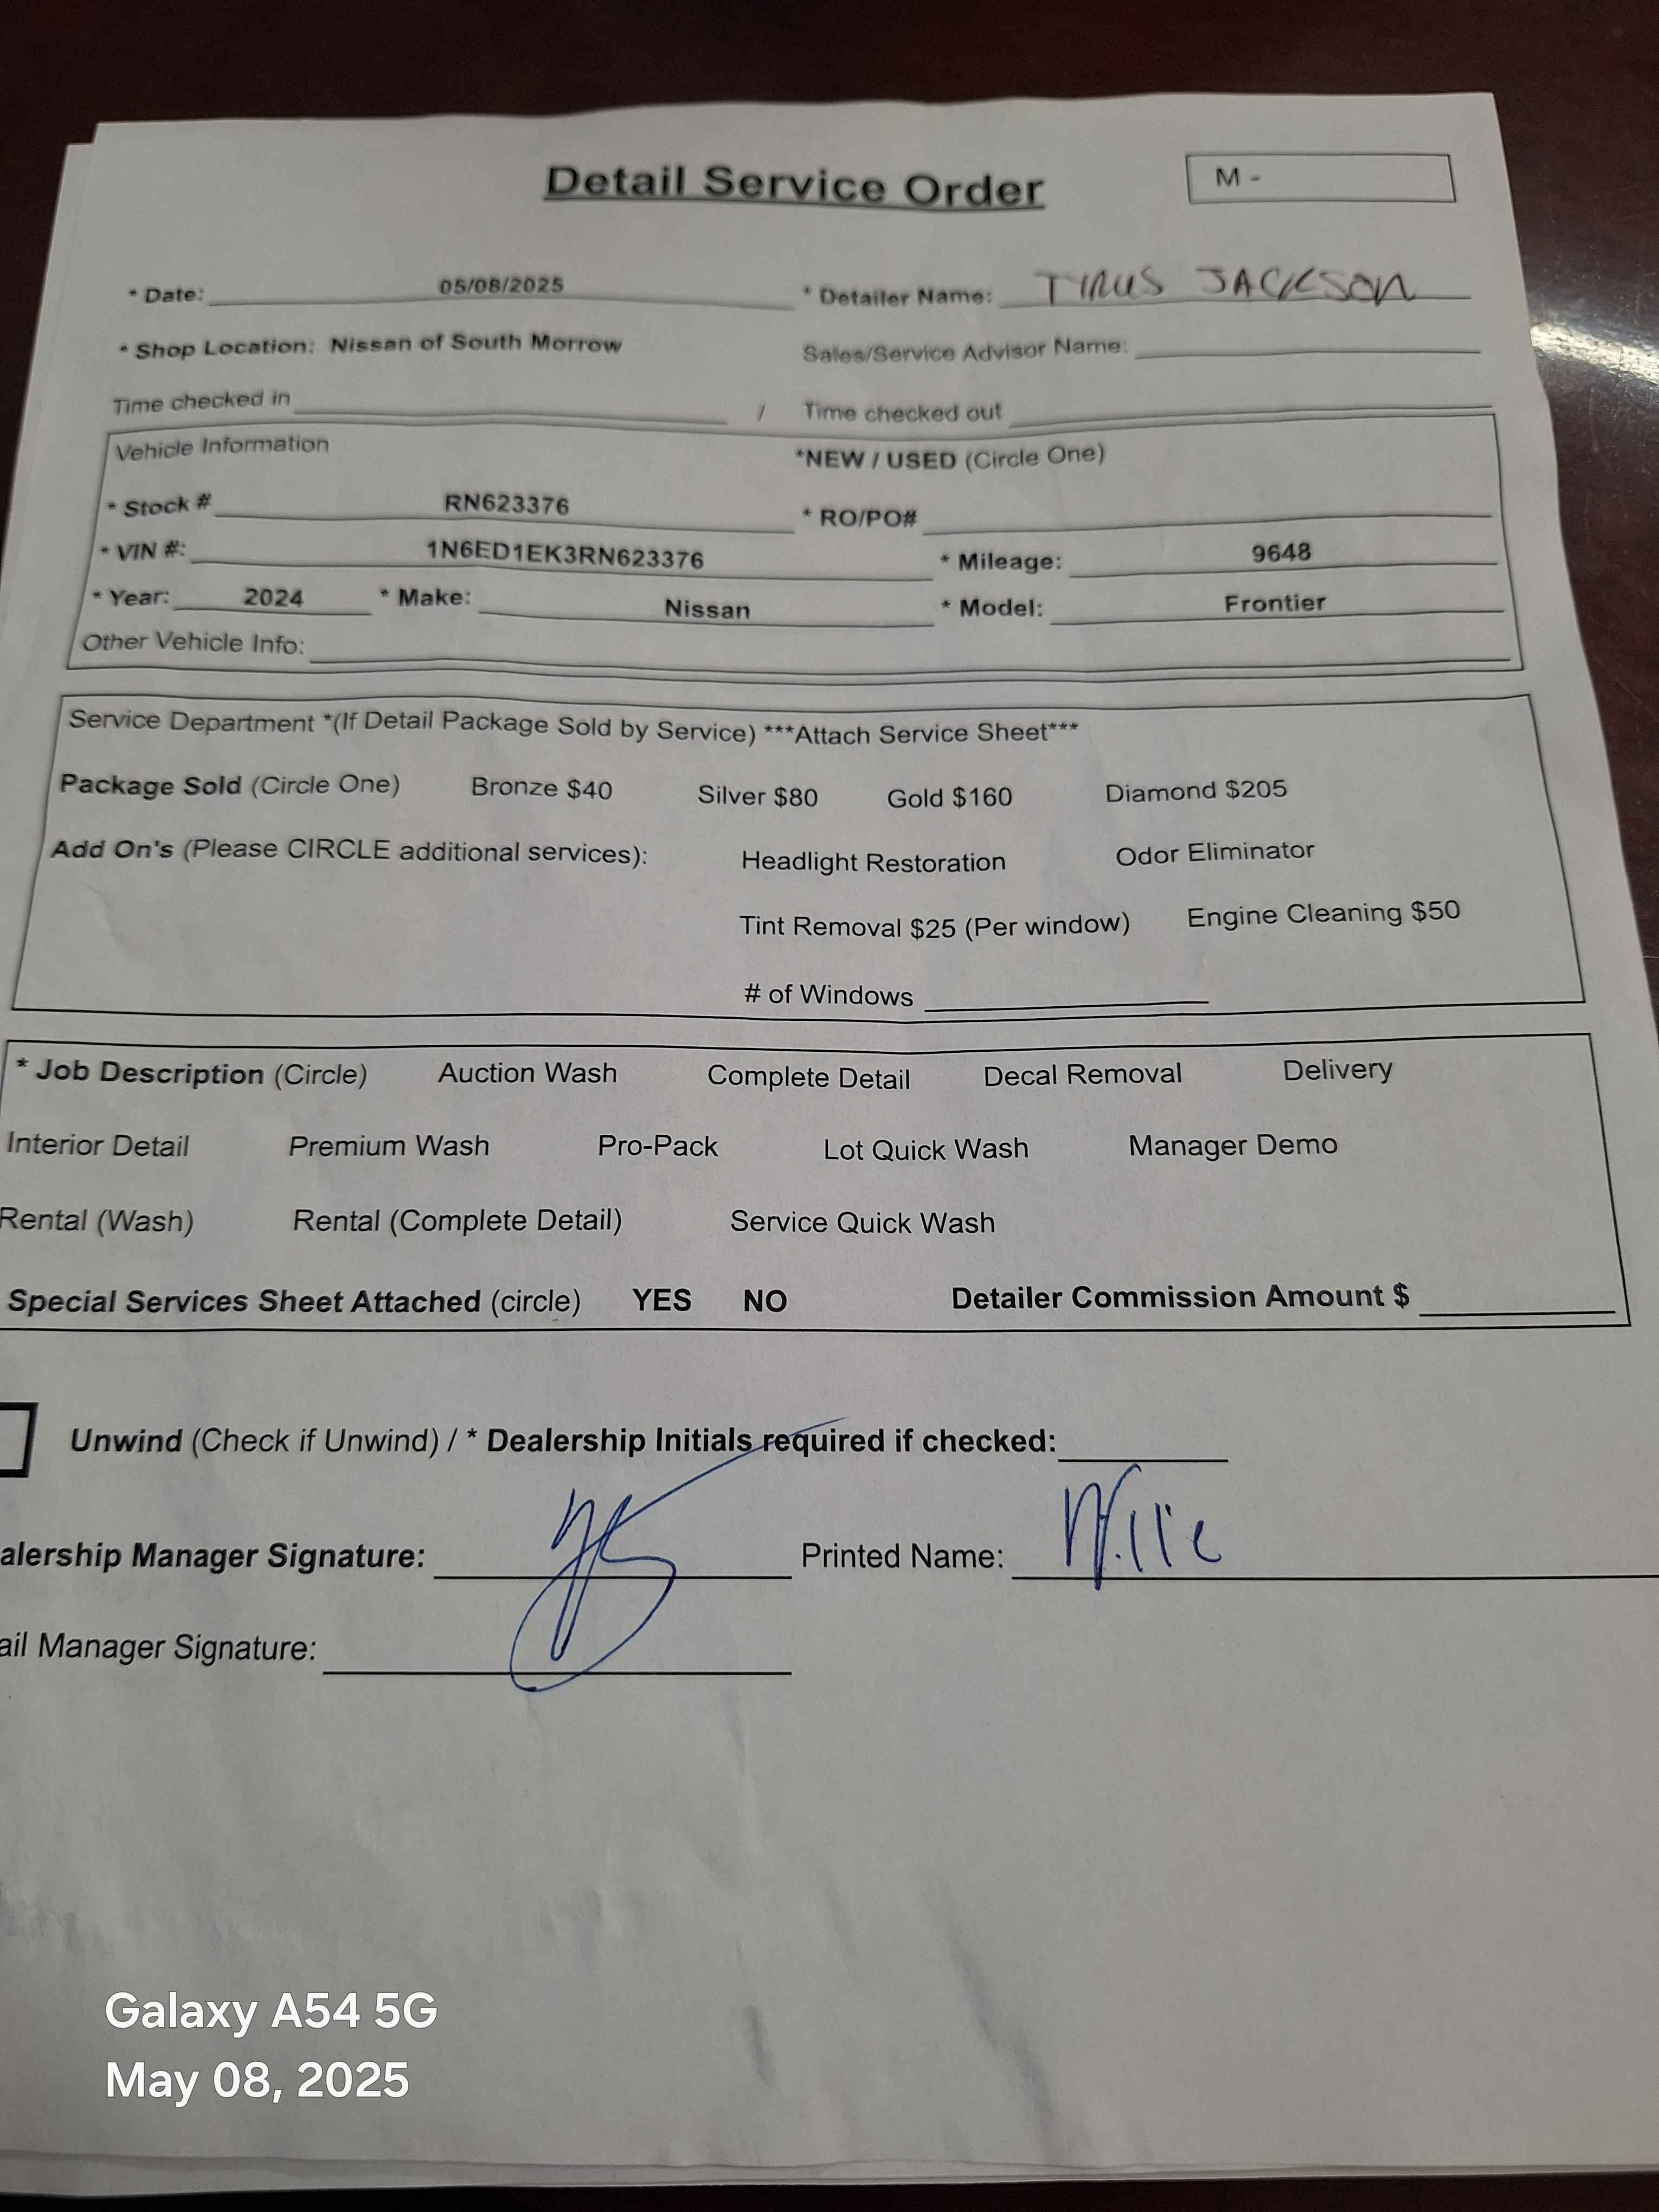 Detail Service Order
M -
* Date: 05/08/2025 * Detailer Name: TYRUS JACKSON
* Shop Location: Nissan of South Morrow Sales/Service Advisor Name:
Time checked in / Time checked out
Vehicle Information *NEW / USED (Circle One)
* Stock # RN623376 * RO/PO#
* VIN #: 1N6ED1EK3RN623376 * Mileage: 9648
* Year: 2024 * Make: Nissan * Model: Frontier
Other Vehicle Info:
Service Department *(If Detail Package Sold by Service) ***Attach Service Sheet***
Package Sold (Circle One) Bronze $40 Silver $80 Gold $160 Diamond $205
Add On's (Please CIRCLE additional services): Headlight Restoration Odor Eliminator
Tint Removal $25 (Per window) Engine Cleaning $50
# of Windows
* Job Description (Circle) Auction Wash Complete Detail Decal Removal Delivery
Interior Detail Premium Wash Pro-Pack Lot Quick Wash Manager Demo
Rental (Wash) Rental (Complete Detail) Service Quick Wash
Special Services Sheet Attached (circle) YES NO Detailer Commission Amount $
Unwind (Check if Unwind) / * Dealership Initials required if checked:
alership Manager Signature: Printed Name: Willie
ail Manager Signature:
Galaxy A54 5G
May 08, 2025